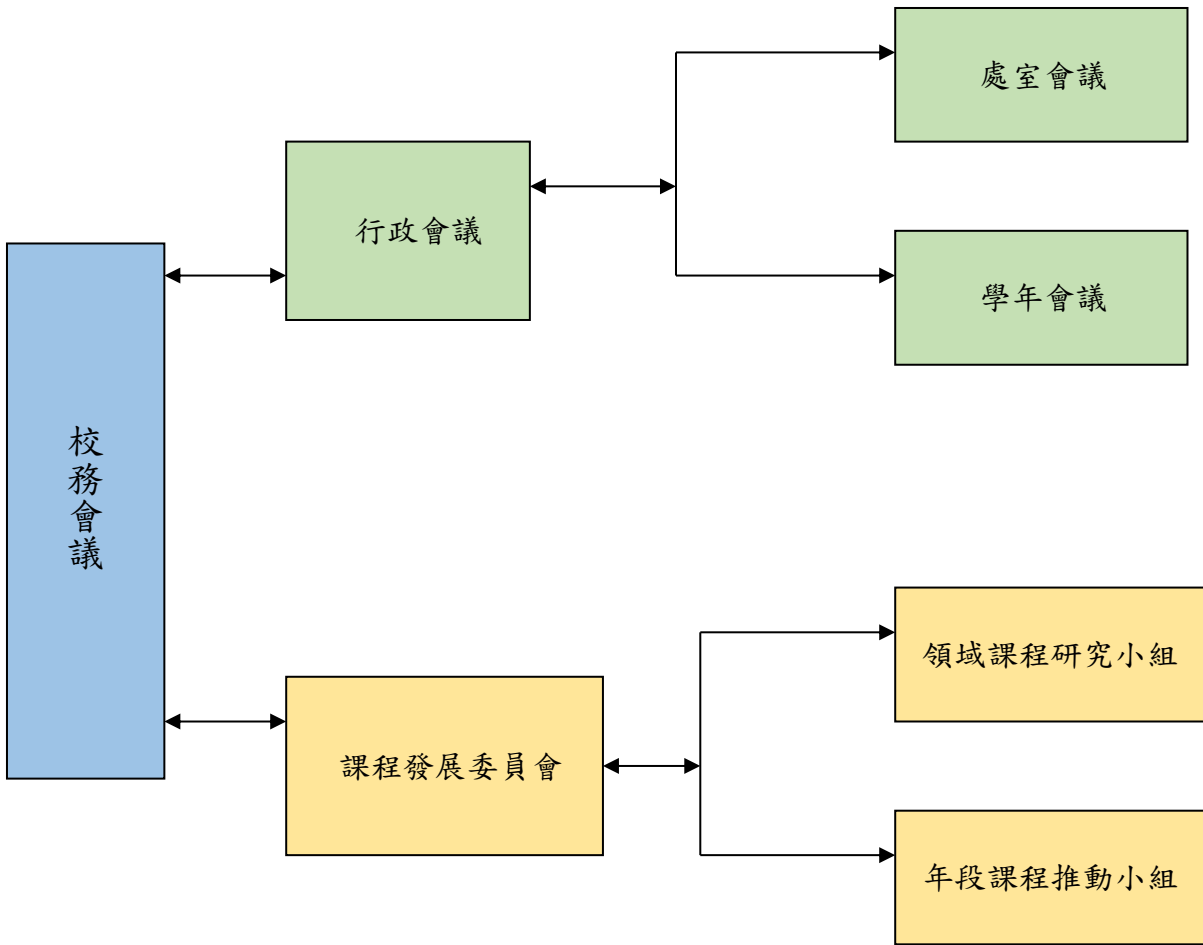 處室會議
行政會議
學年會議
校務會議
領域課程研究小組
課程發展委員會
年段課程推動小組